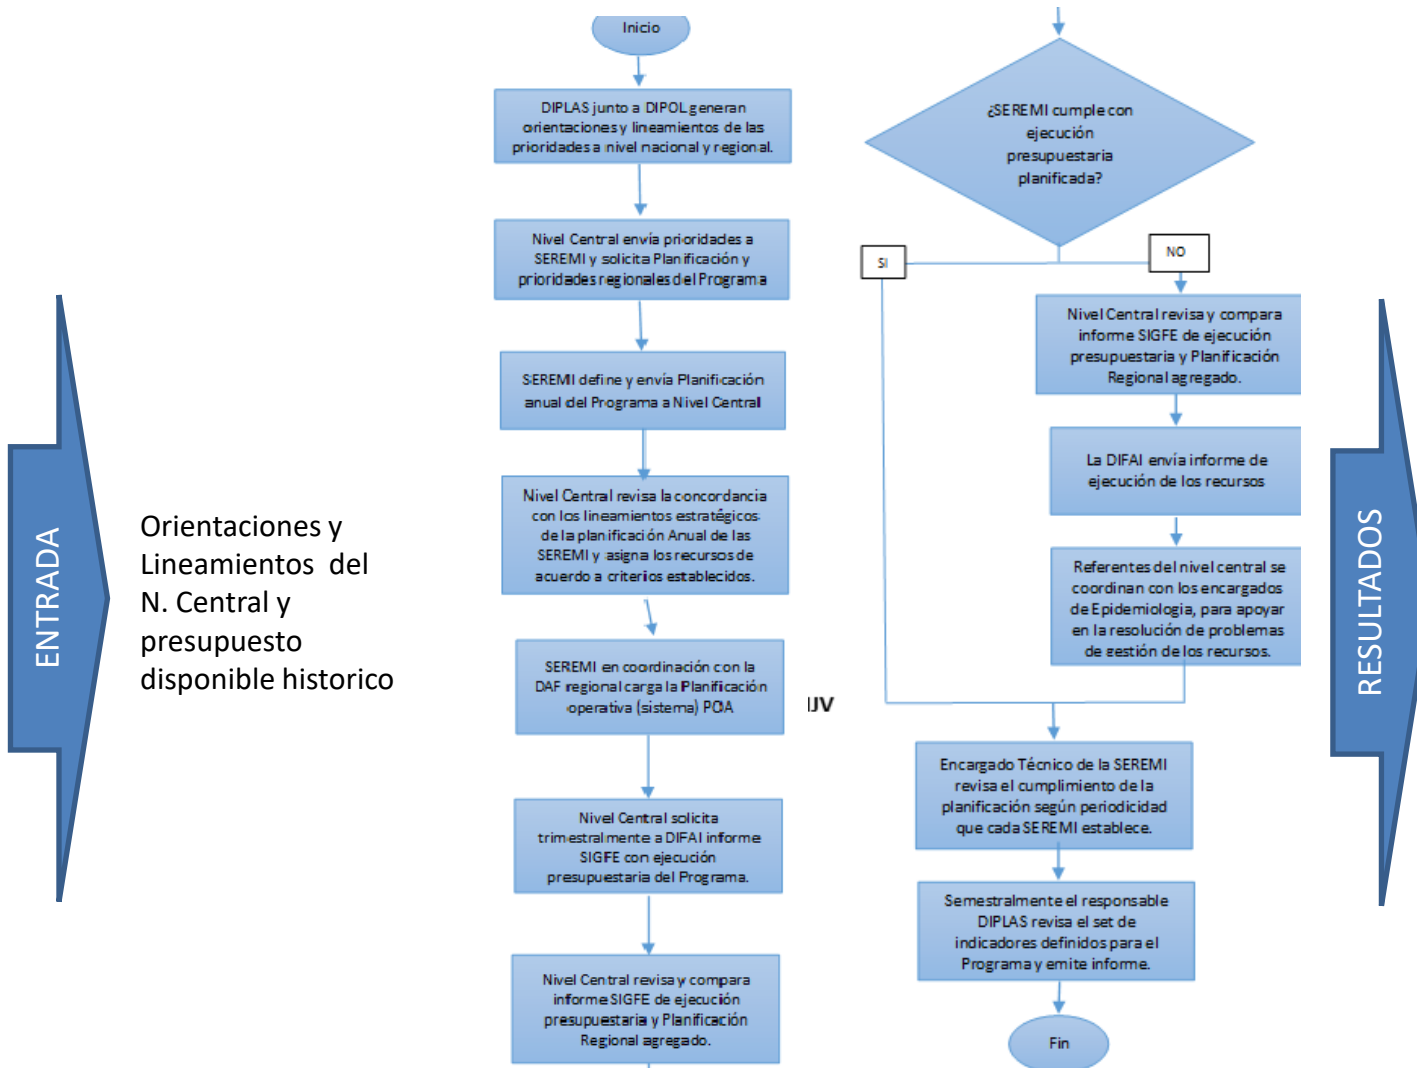 ENTRADA
Orientaciones y
Lineamientos del
N. Central y
presupuesto
disponible historico
Inicio
DIPLAS junto a DIPOL generan
orientaciones y lineamientos de las
prioridades a nivel nacional y regional.
Nivel Central envía prioridades a
SEREMI y solicita Planificación y
prioridades regionales del Programa
SEREMI define y envía Planificación
anual del Programa a Nivel Central
Nivel Central revisa la concordancia
con los lineamientos estratégicos
de la planificación Anual de las
SEREMI y asigna los recursos de
acuerdo a criterios establecidos.
SEREMI en coordinación con la
DAF regional carga la Planificación
operativa (sistema) POA
Nivel Central solicita
trimestralmente a DIFAI informe
SIGFE con ejecución
presupuestaria del Programa.
Nivel Central revisa y compara
informe SIGFE de ejecución
presupuestaria y Planificación
Regional agregado.
¿SEREMI cumple con
ejecución
presupuestaria
planificada?
SI
NO
Nivel Central revisa y compara
informe SIGFE de ejecución
presupuestaria y Planificación
Regional agregado.
La DIFAI envía informe de
ejecución de los recursos
Referentes del nivel central se
coordinan con los encargados
de Epidemiologia, para apoyar
en la resolución de problemas
de gestión de los recursos.
Encargado Técnico de la SEREMI
revisa el cumplimiento de la
planificación según periodicidad
que cada SEREMI establece.
Semestralmente el responsable
DIPLAS revisa el set de
indicadores definidos para el
Programa y emite informe.
Fin
RESULTADOS